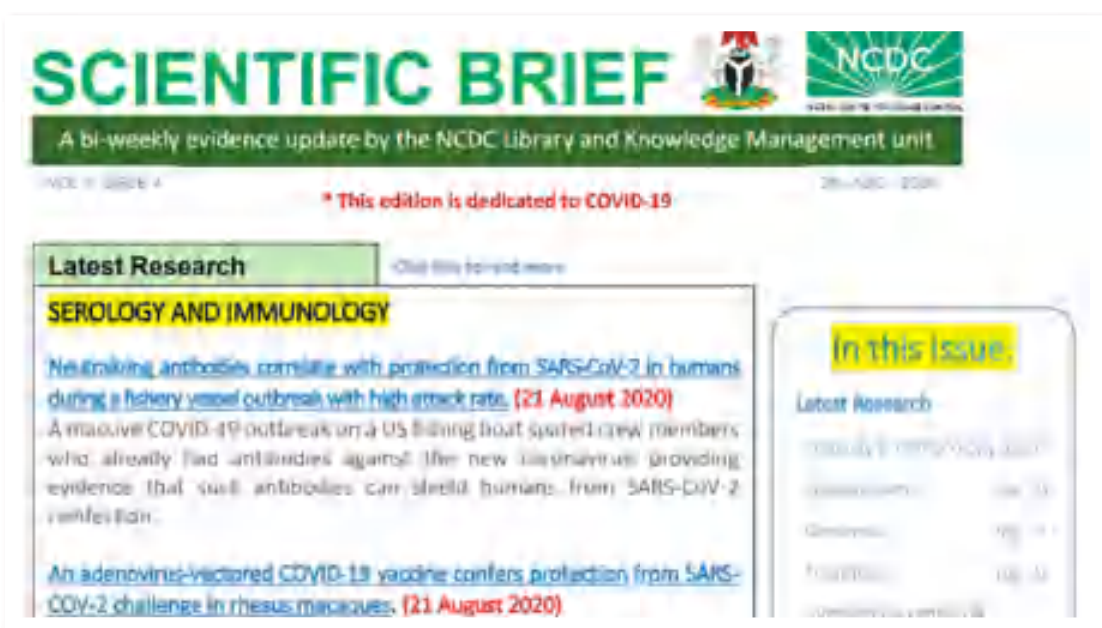 SCIENTIFIC BRIEF
NCDC
A bi-weekly evidence update by the NCDC Library and Knowledge Management unit
ISSUE 4
* This edition is dedicated to COVID-19
Latest Research
SEROLOGY AND IMMUNOLOGY
Neutralizing antibodies correlate with protection from SARS-CoV-2 in humans
during a fishery vessel outbreak with high attack rate. (21 August 2020)
A massive COVID-19 outbreak on a US fishing boat spared crew members
who already had antibodies against the new coronavirus providing
evidence that such antibodies can shield humans from SARS-CoV-2
reinfection.
An adenovirus-vectored COVID-19 vaccine confers protection from SARS-
COV-2 challenge in rhesus macaques. (21 August 2020)
In this Issue:
Latest Research